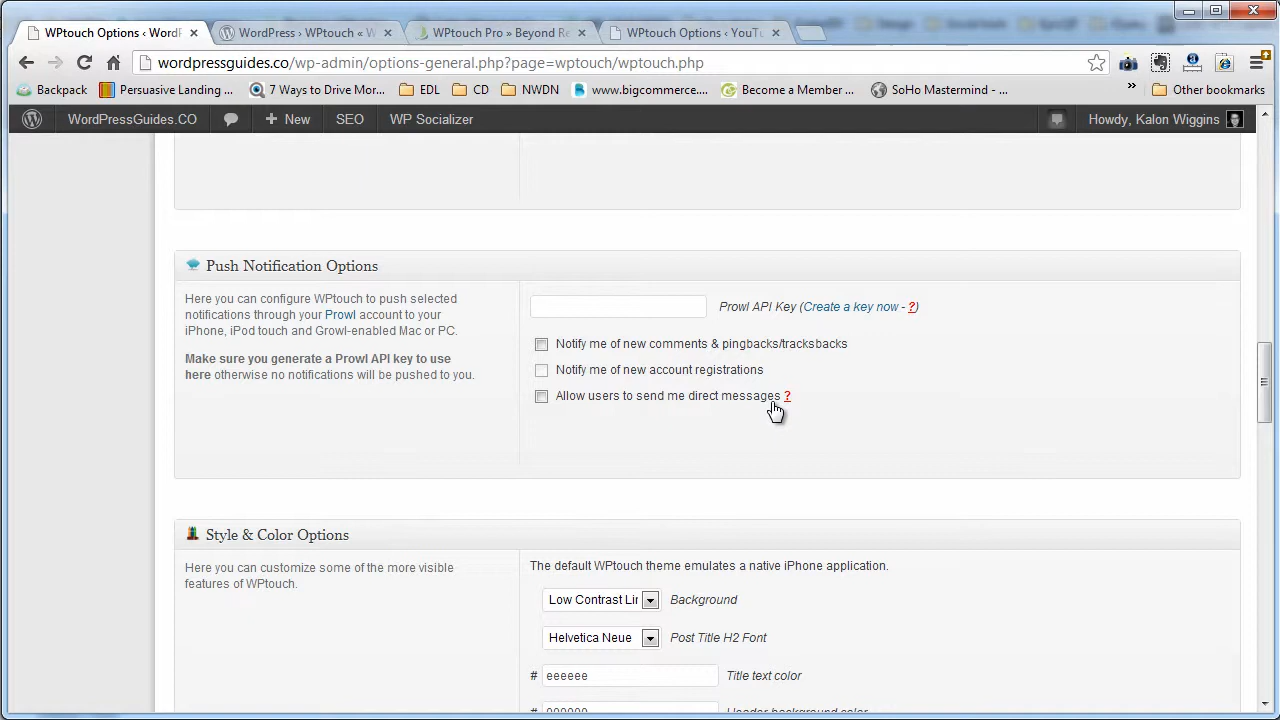 WPtouch Options ‹ WordP
WordPress › WPtouch « W
WPtouch Pro » Beyond Re
WPtouch Options ‹ YouTu
wordpressguides.co/wp-admin/options-general.php?page=wptouch/wptouch.php
Backpack
Persuasive Landing ...
7 Ways to Drive Mor...
EDL
CD
NWDN
www.bigcommerce....
Become a Member ...
SoHo Mastermind - ...
»
Other bookmarks
WordPressGuides.CO
+ New
SEO
WP Socializer
Howdy, Kalon Wiggins
Push Notification Options
Here you can configure WPtouch to push selected
notifications through your Prowl account to your
iPhone, iPod touch and Growl-enabled Mac or PC.
Make sure you generate a Prowl API key to use
here otherwise no notifications will be pushed to you.
Prowl API Key (Create a key now - ?)
Notify me of new comments & pingbacks/tracksbacks
Notify me of new account registrations
Allow users to send me direct messages ?
Style & Color Options
Here you can customize some of the more visible
features of WPtouch.
The default WPtouch theme emulates a native iPhone application.
Low Contrast Lin Background
Helvetica Neue Post Title H2 Font
# eeeeee Title text color
Header background color